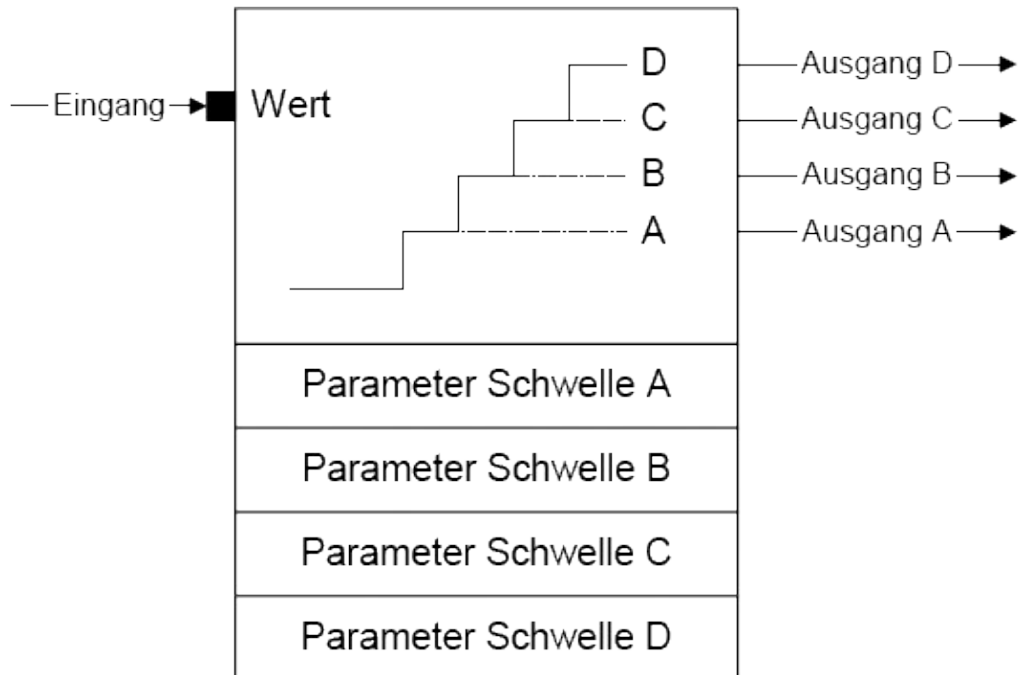 D
Ausgang D
Eingang
Wert
C
Ausgang C
B
Ausgang B
A
Ausgang A
Parameter Schwelle A
Parameter Schwelle B
Parameter Schwelle C
Parameter Schwelle D